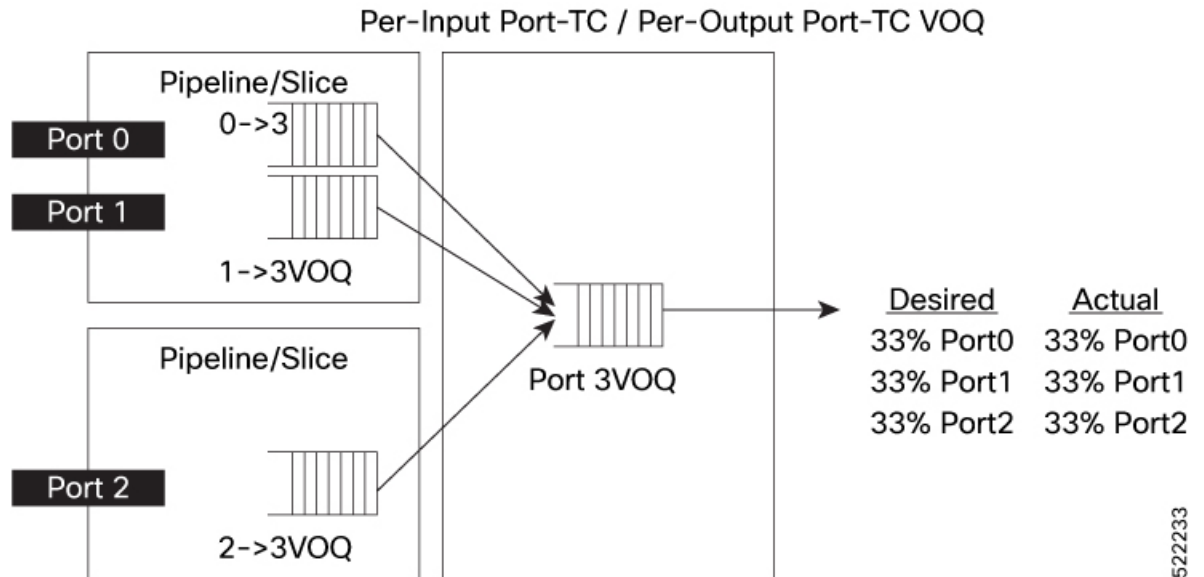 Per-Input Port-TC / Per-Output Port-TC VOQ
Pipeline/Slice
0->3
Port 0
Port 1
1->3VOQ
Pipeline/Slice
Port 2
2->3VOQ
Port 3VOQ
Desired Actual
33% Port0 33% Port0
33% Port1 33% Port1
33% Port2 33% Port2
522233